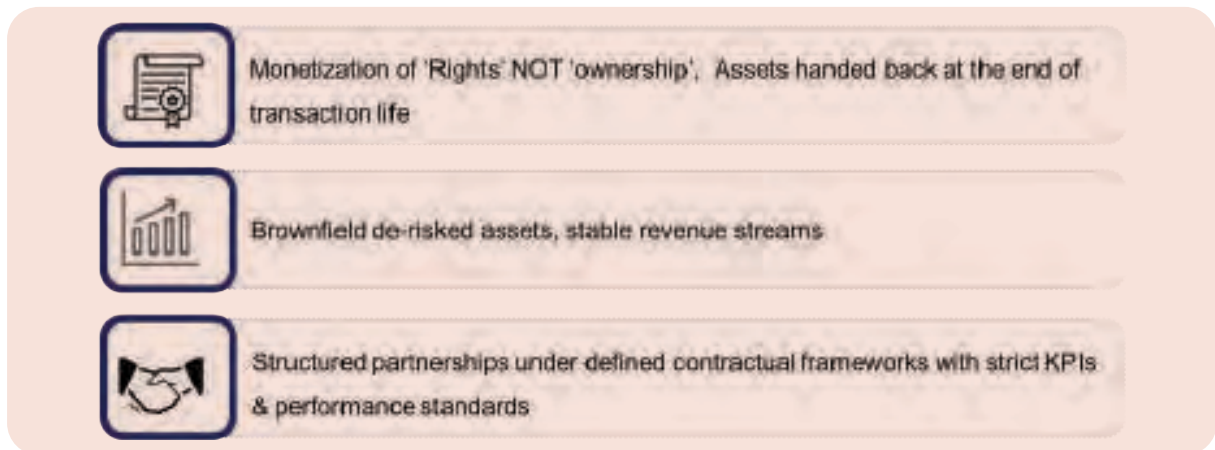 Monetization of 'Rights' NOT 'ownership', Assets handed back at the end of
transaction life
Brownfield de-risked assets, stable revenue streams
Structured partnerships under defined contractual frameworks with strict KPIs
& performance standards